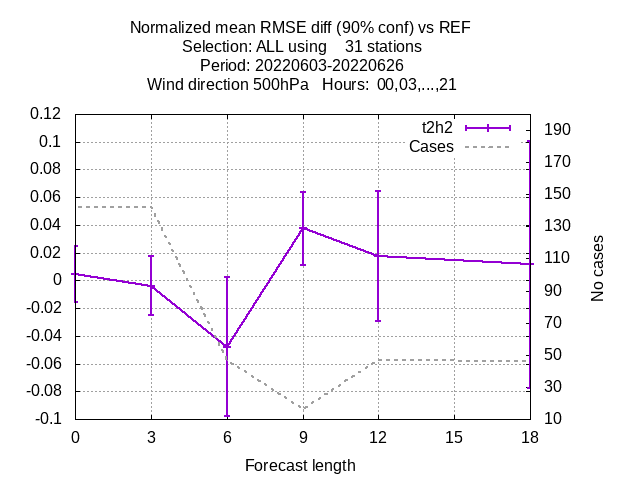 Normalized mean RMSE diff (90% conf) vs REF
Selection: ALL using    31 stations
Period: 20220603-20220626
Wind direction 500hPa   Hours:  00,03,...,21
t2h2
Cases
0.12
0.1
0.08
0.06
0.04
0.02
0
-0.02
-0.04
-0.06
-0.08
-0.1
190
170
150
130
110
90
70
50
30
10
No cases
0 3 6 9 12 15 18
Forecast length